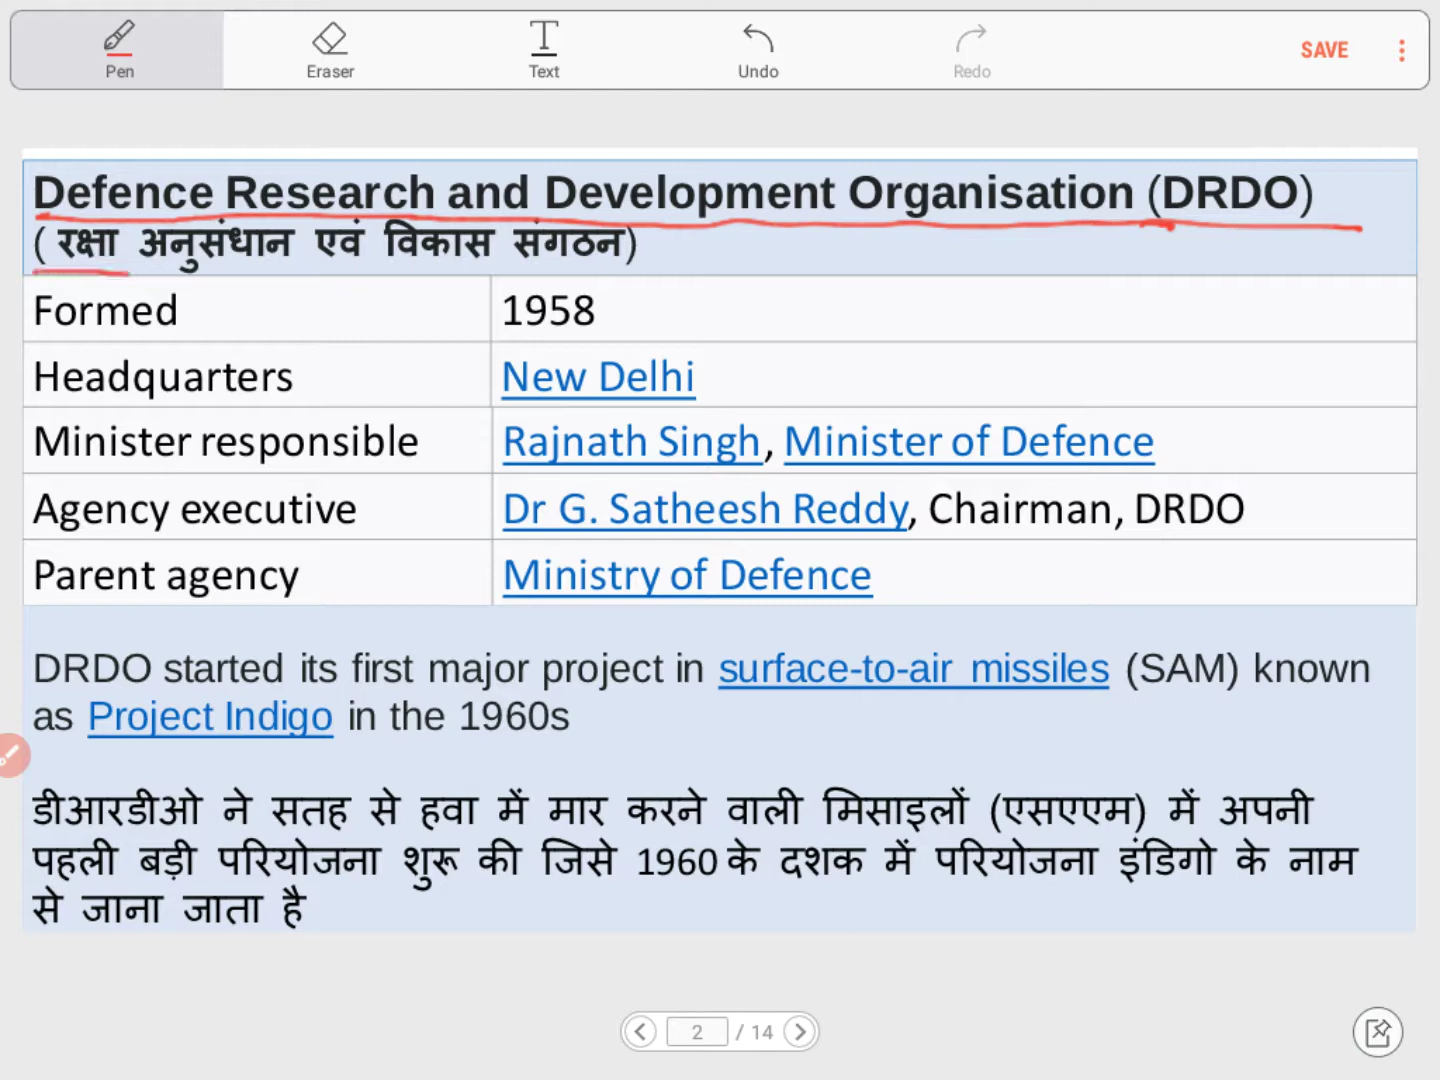 Pen
Eraser
Text
Undo
Redo
SAVE
Defence Research and Development Organisation (DRDO)
( रक्षा अनुसंधान एवं विकास संगठन)
Formed 1958
Headquarters New Delhi
Minister responsible Rajnath Singh, Minister of Defence
Agency executive Dr G. Satheesh Reddy, Chairman, DRDO
Parent agency Ministry of Defence
DRDO started its first major project in surface-to-air missiles (SAM) known
as Project Indigo in the 1960s
डीआरडीओ ने सतह से हवा में मार करने वाली मिसाइलों (एसएएम) में अपनी
पहली बड़ी परियोजना शुरू की जिसे 1960 के दशक में परियोजना इंडिगो के नाम
से जाना जाता है
2 / 14